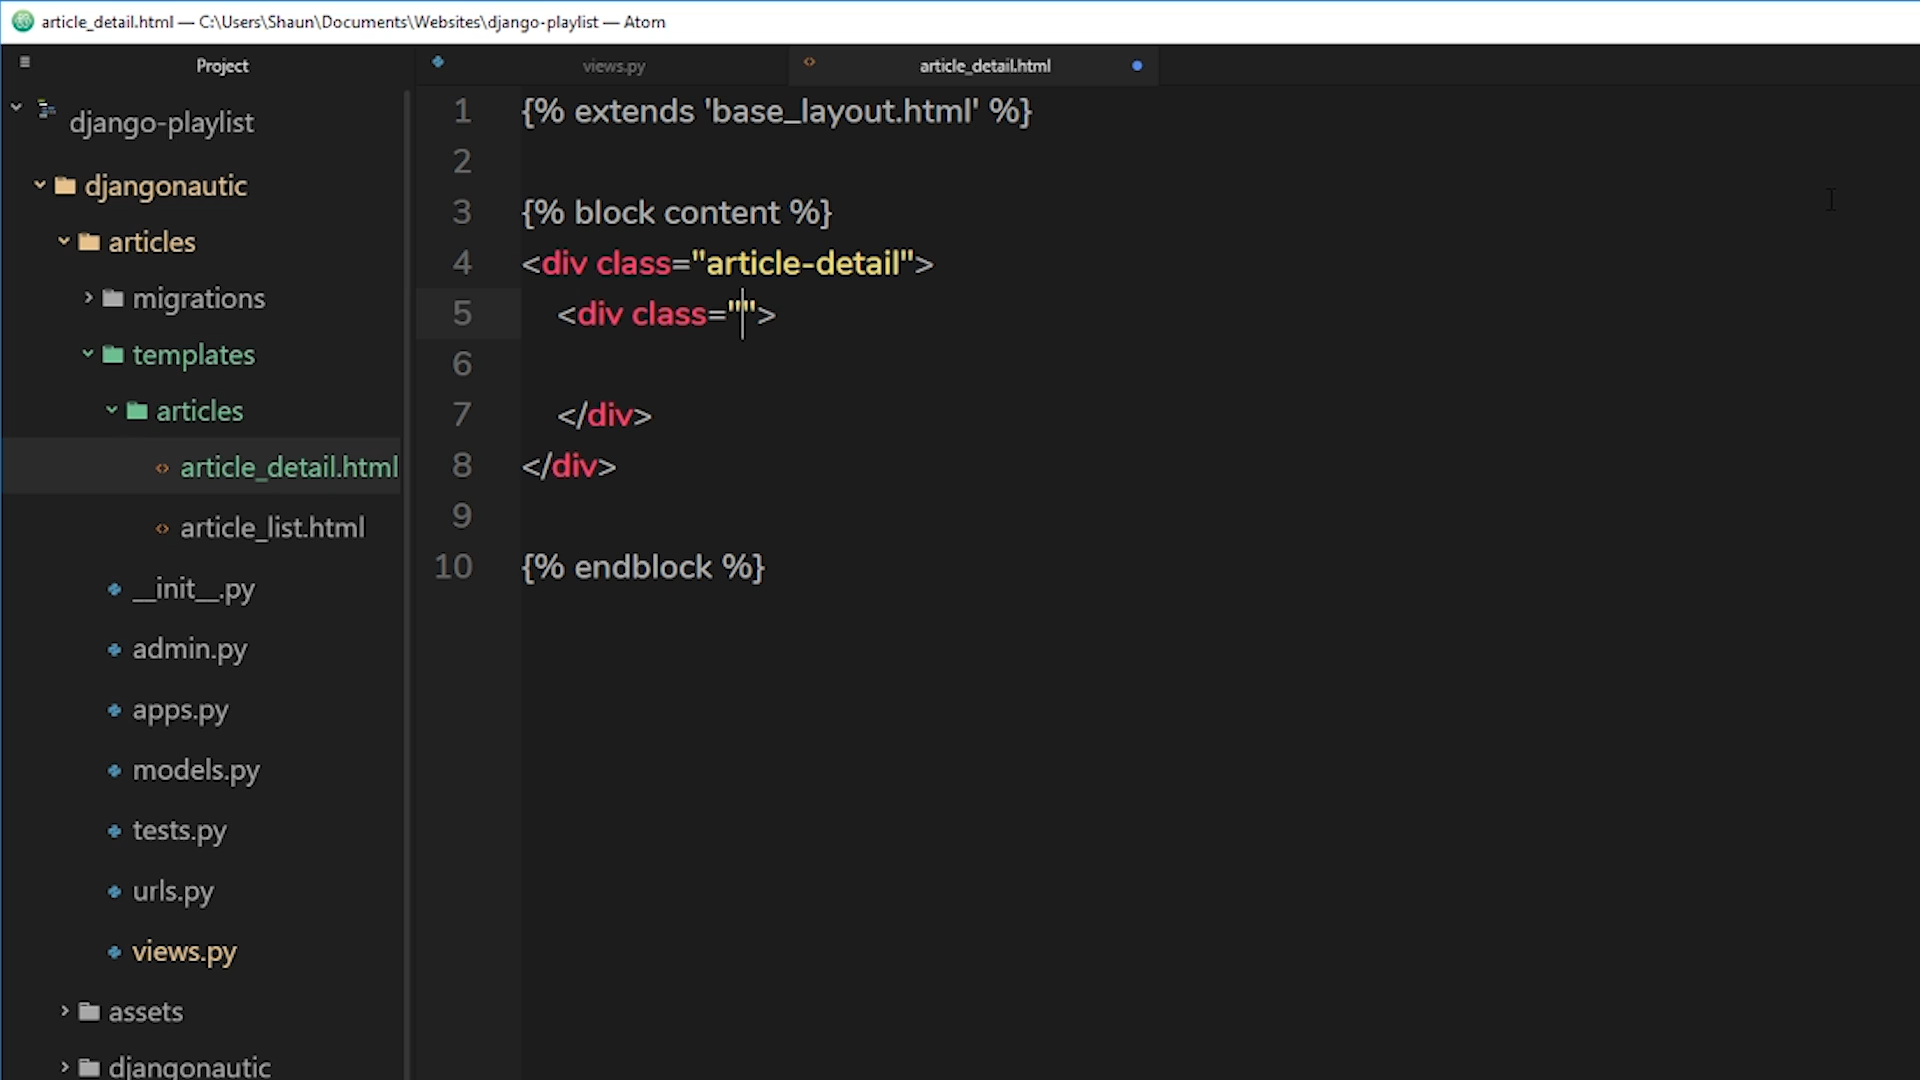 article_detail.html — C:\Users\Shaun\Documents\Websites\django-playlist — Atom
Project
views.py
article_detail.html
django-playlist
djangonautic
articles
migrations
templates
articles
article_detail.html
article_list.html
__init__.py
admin.py
apps.py
models.py
tests.py
urls.py
views.py
assets
djangonautic
1 {% extends 'base_layout.html' %}
2
3 {% block content %}
4 <div class="article-detail">
5 <div class="">
6
7 </div>
8 </div>
9
10 {% endblock %}